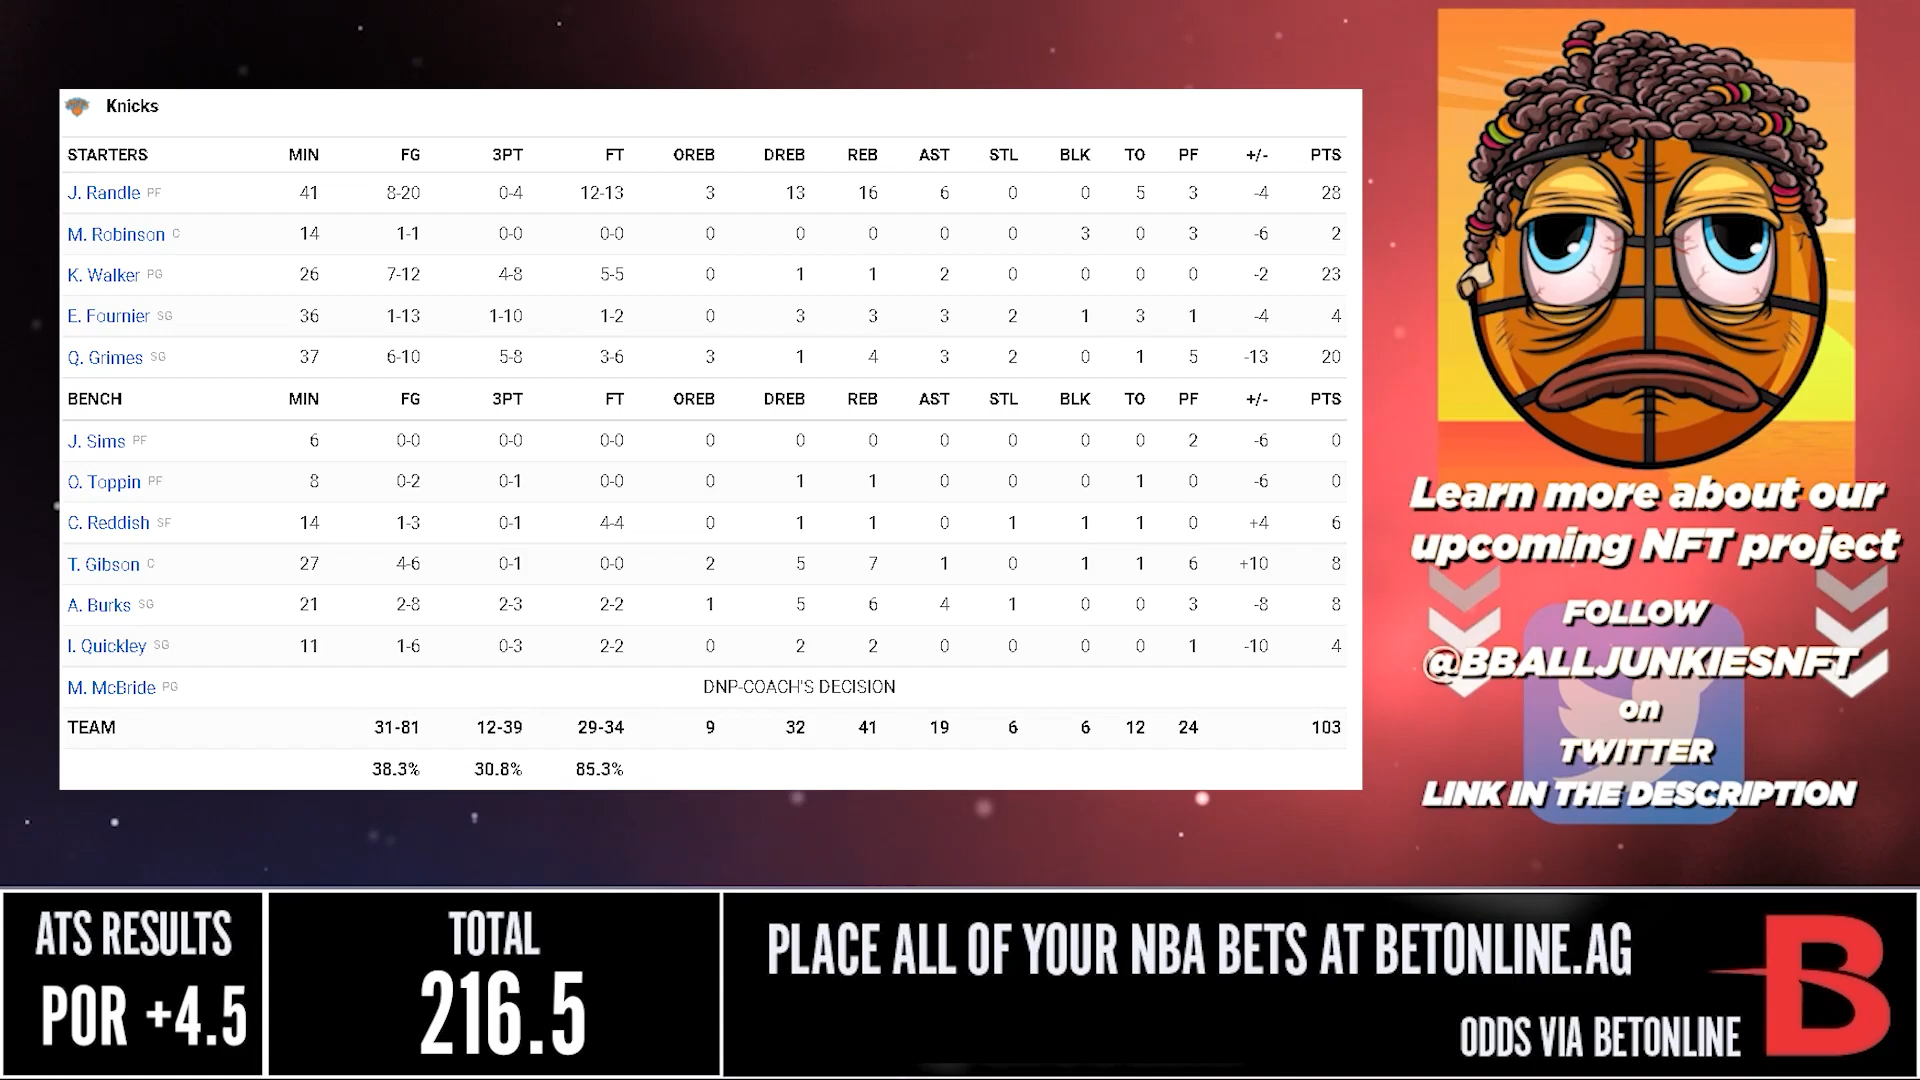 Knicks
STARTERS MIN FG 3PT FT OREB DREB REB AST STL BLK TO PF +/- PTS
J. Randle PF 41 8-20 0-4 12-13 3 13 16 6 0 0 5 3 -4 28
M. Robinson C 14 1-1 0-0 0-0 0 0 0 0 0 3 0 3 -6 2
K. Walker PG 26 7-12 4-8 5-5 0 1 1 2 0 0 0 0 -2 23
E. Fournier SG 36 1-13 1-10 1-2 0 3 3 3 2 1 3 1 -4 4
Q. Grimes SG 37 6-10 5-8 3-6 3 1 4 3 2 0 1 5 -13 20
BENCH MIN FG 3PT FT OREB DREB REB AST STL BLK TO PF +/- PTS
J. Sims PF 6 0-0 0-0 0-0 0 0 0 0 0 0 0 2 -6 0
O. Toppin PF 8 0-2 0-1 0-0 0 1 1 0 0 0 1 0 -6 0
C. Reddish SF 14 1-3 0-1 4-4 0 1 1 0 1 1 1 0 +4 6
T. Gibson C 27 4-6 0-1 0-0 2 5 7 1 0 1 1 6 +10 8
A. Burks SG 21 2-8 2-3 2-2 1 5 6 4 1 0 0 3 -8 8
I. Quickley SG 11 1-6 0-3 2-2 0 2 2 0 0 0 0 1 -10 4
M. McBride PG DNP-COACH'S DECISION
TEAM 31-81 12-39 29-34 9 32 41 19 6 6 12 24 103
38.3% 30.8% 85.3%
Learn more about our
upcoming NFT project
FOLLOW
@BBALLJUNKIESNFT
on
TWITTER
LINK IN THE DESCRIPTION
ATS RESULTS
POR +4.5
TOTAL
216.5
PLACE ALL OF YOUR NBA BETS AT BETONLINE.AG
ODDS VIA BETONLINE
B